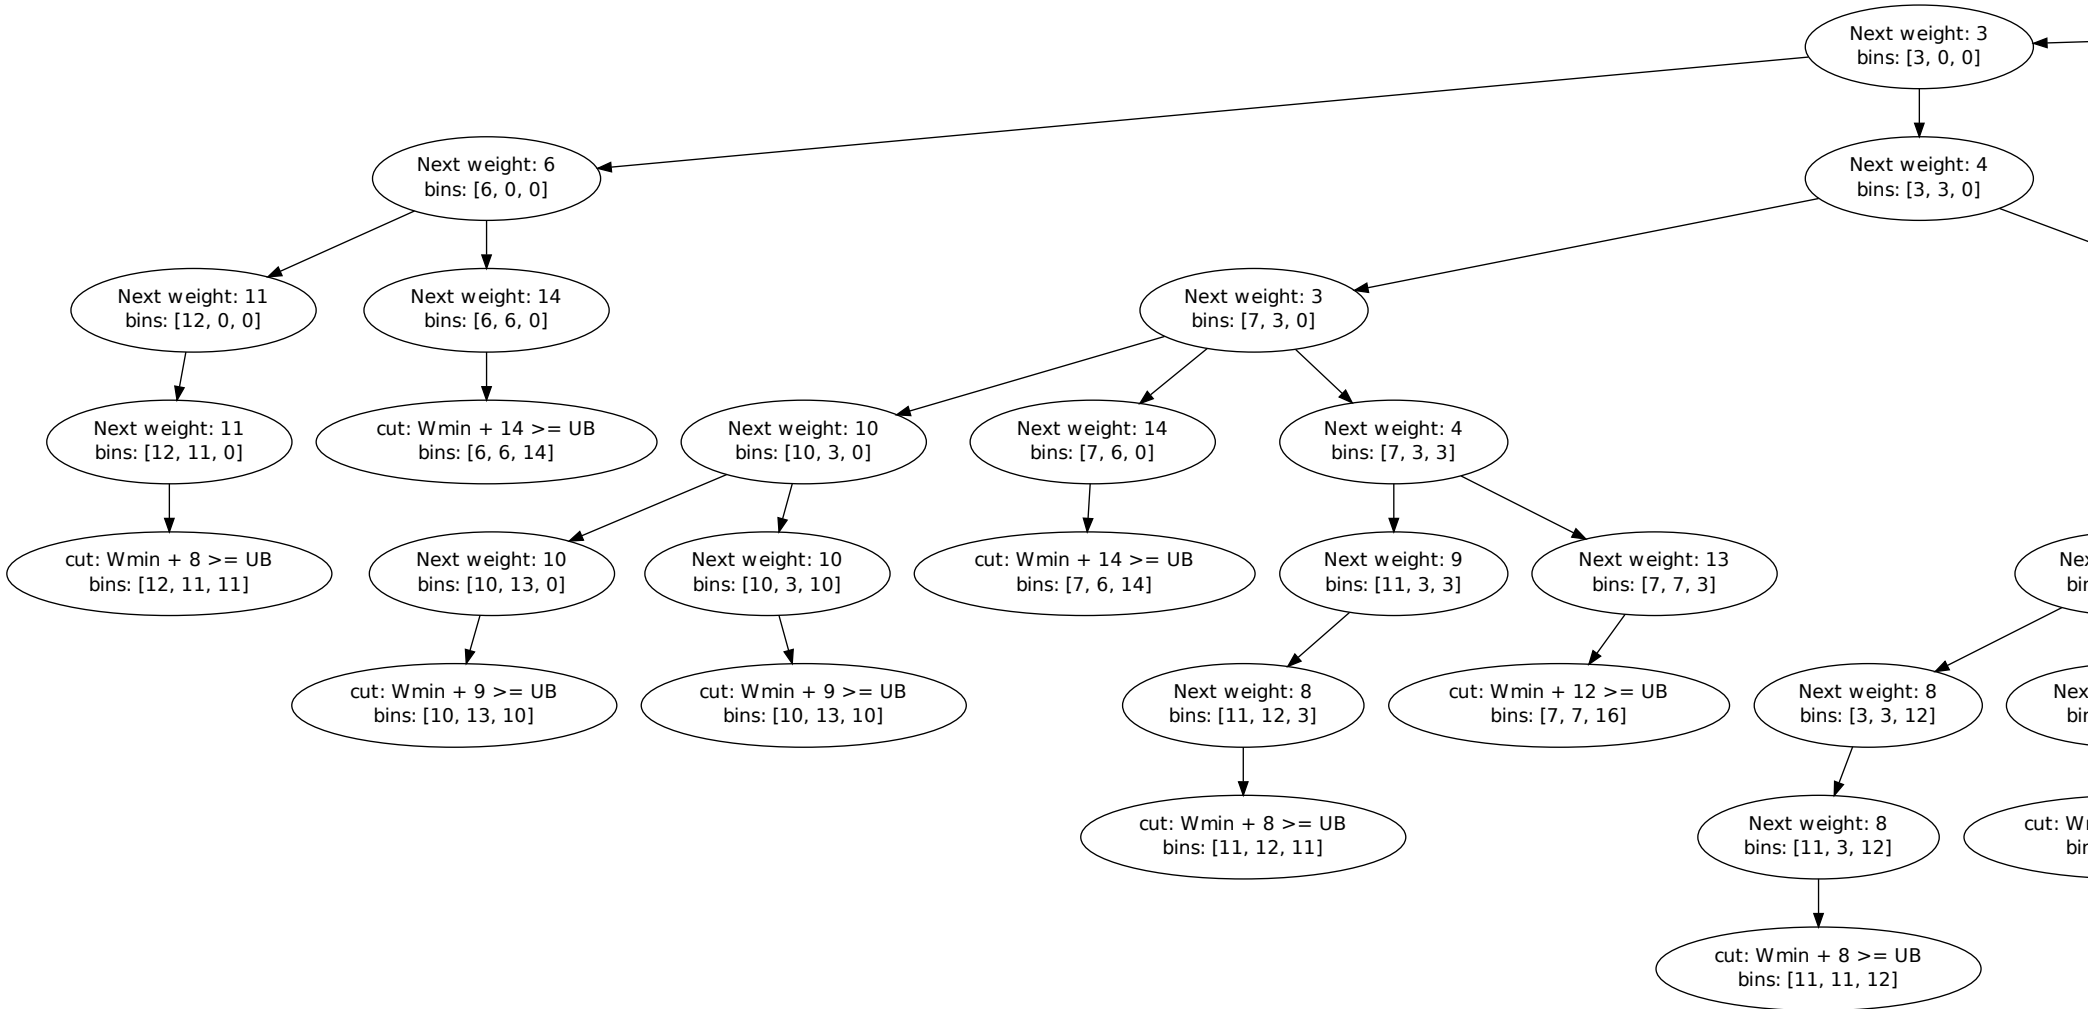 Next weight: 3
bins: [3, 0, 0]
Next weight: 6
bins: [6, 0, 0]
Next weight: 4
bins: [3, 3, 0]
Next weight: 11
bins: [12, 0, 0]
Next weight: 14
bins: [6, 6, 0]
Next weight: 3
bins: [7, 3, 0]
Next weight: 11
bins: [12, 11, 0]
cut: Wmin + 14 >= UB
bins: [6, 6, 14]
Next weight: 10
bins: [10, 3, 0]
Next weight: 14
bins: [7, 6, 0]
Next weight: 4
bins: [7, 3, 3]
cut: Wmin + 8 >= UB
bins: [12, 11, 11]
Next weight: 10
bins: [10, 13, 0]
Next weight: 10
bins: [10, 3, 10]
cut: Wmin + 14 >= UB
bins: [7, 6, 14]
Next weight: 9
bins: [11, 3, 3]
Next weight: 13
bins: [7, 7, 3]
cut: Wmin + 9 >= UB
bins: [10, 13, 10]
cut: Wmin + 9 >= UB
bins: [10, 13, 10]
Next weight: 8
bins: [11, 12, 3]
cut: Wmin + 12 >= UB
bins: [7, 7, 16]
Next weight: 8
bins: [3, 3, 12]
cut: Wmin + 8 >= UB
bins: [11, 12, 11]
Next weight: 8
bins: [11, 3, 12]
cut:
cut: Wmin + 8 >= UB
bins: [11, 11, 12]